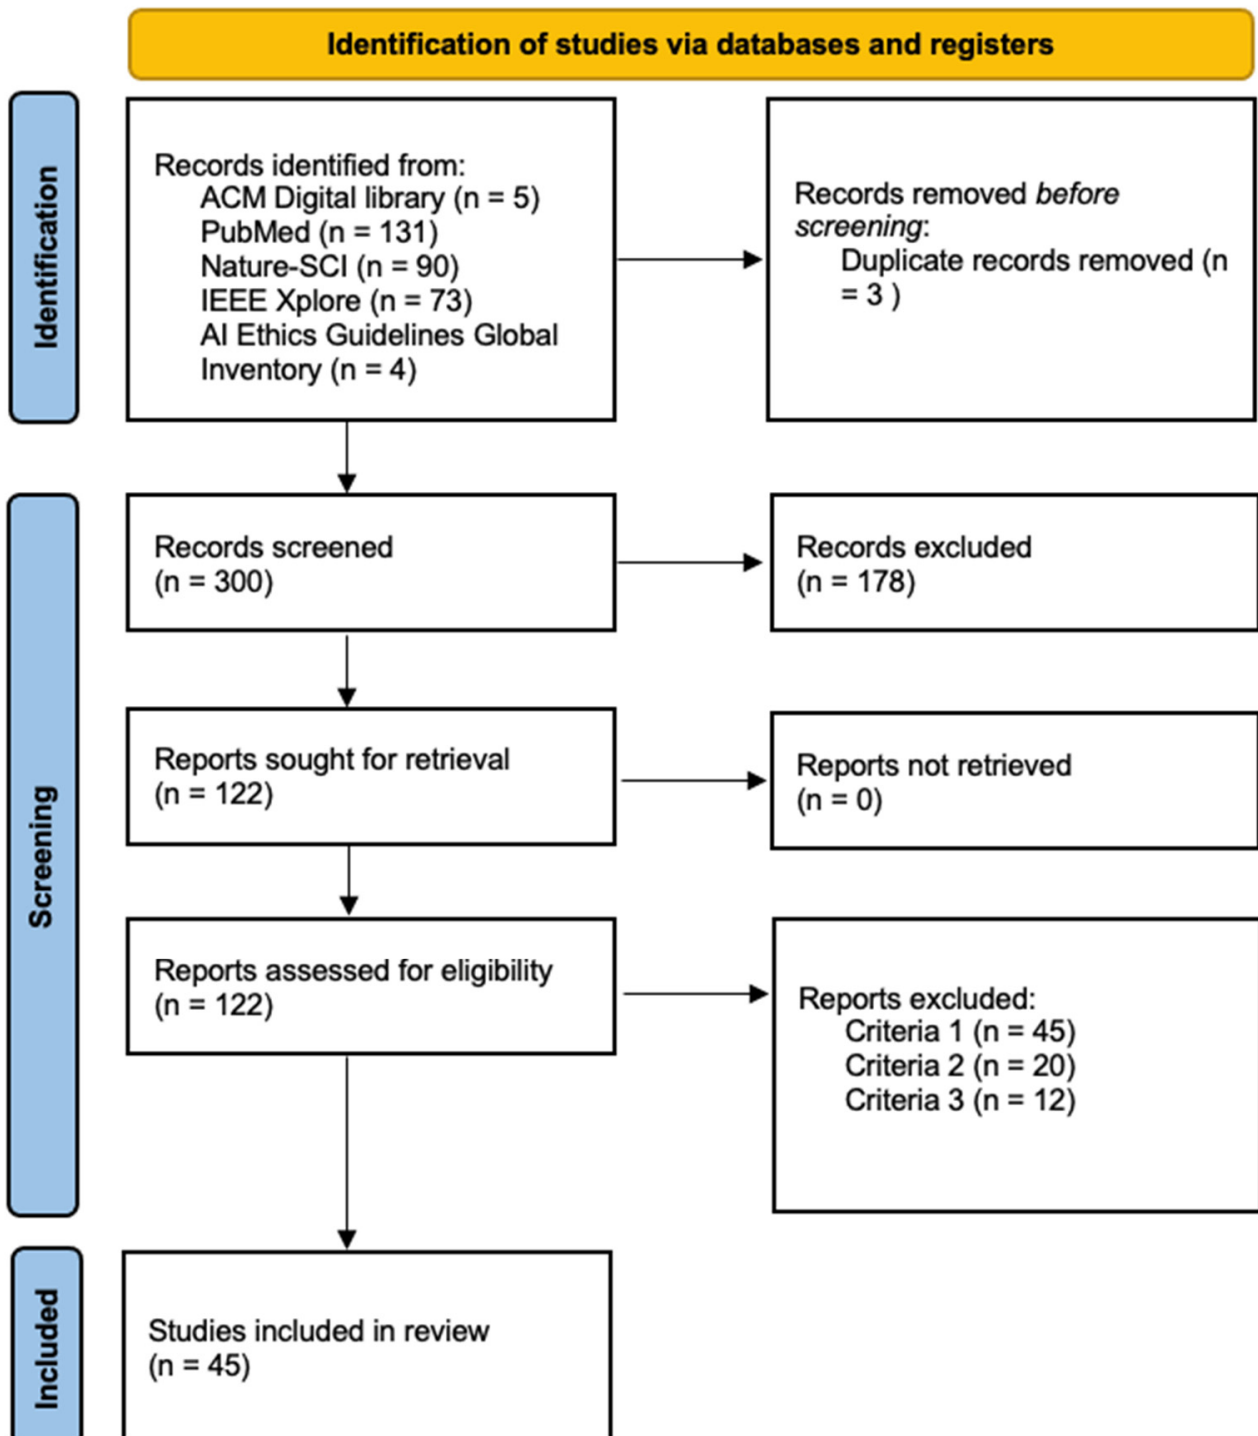 Identification of studies via databases and registers
Identification
Records identified from:
ACM Digital library (n = 5)
PubMed (n = 131)
Nature-SCI (n = 90)
IEEE Xplore (n = 73)
AI Ethics Guidelines Global
Inventory (n = 4)
Records removed before
screening:
Duplicate records removed (n
= 3 )
Screening
Records screened
(n = 300)
Records excluded
(n = 178)
Reports sought for retrieval
(n = 122)
Reports not retrieved
(n = 0)
Reports assessed for eligibility
(n = 122)
Reports excluded:
Criteria 1 (n = 45)
Criteria 2 (n = 20)
Criteria 3 (n = 12)
Included
Studies included in review
(n = 45)